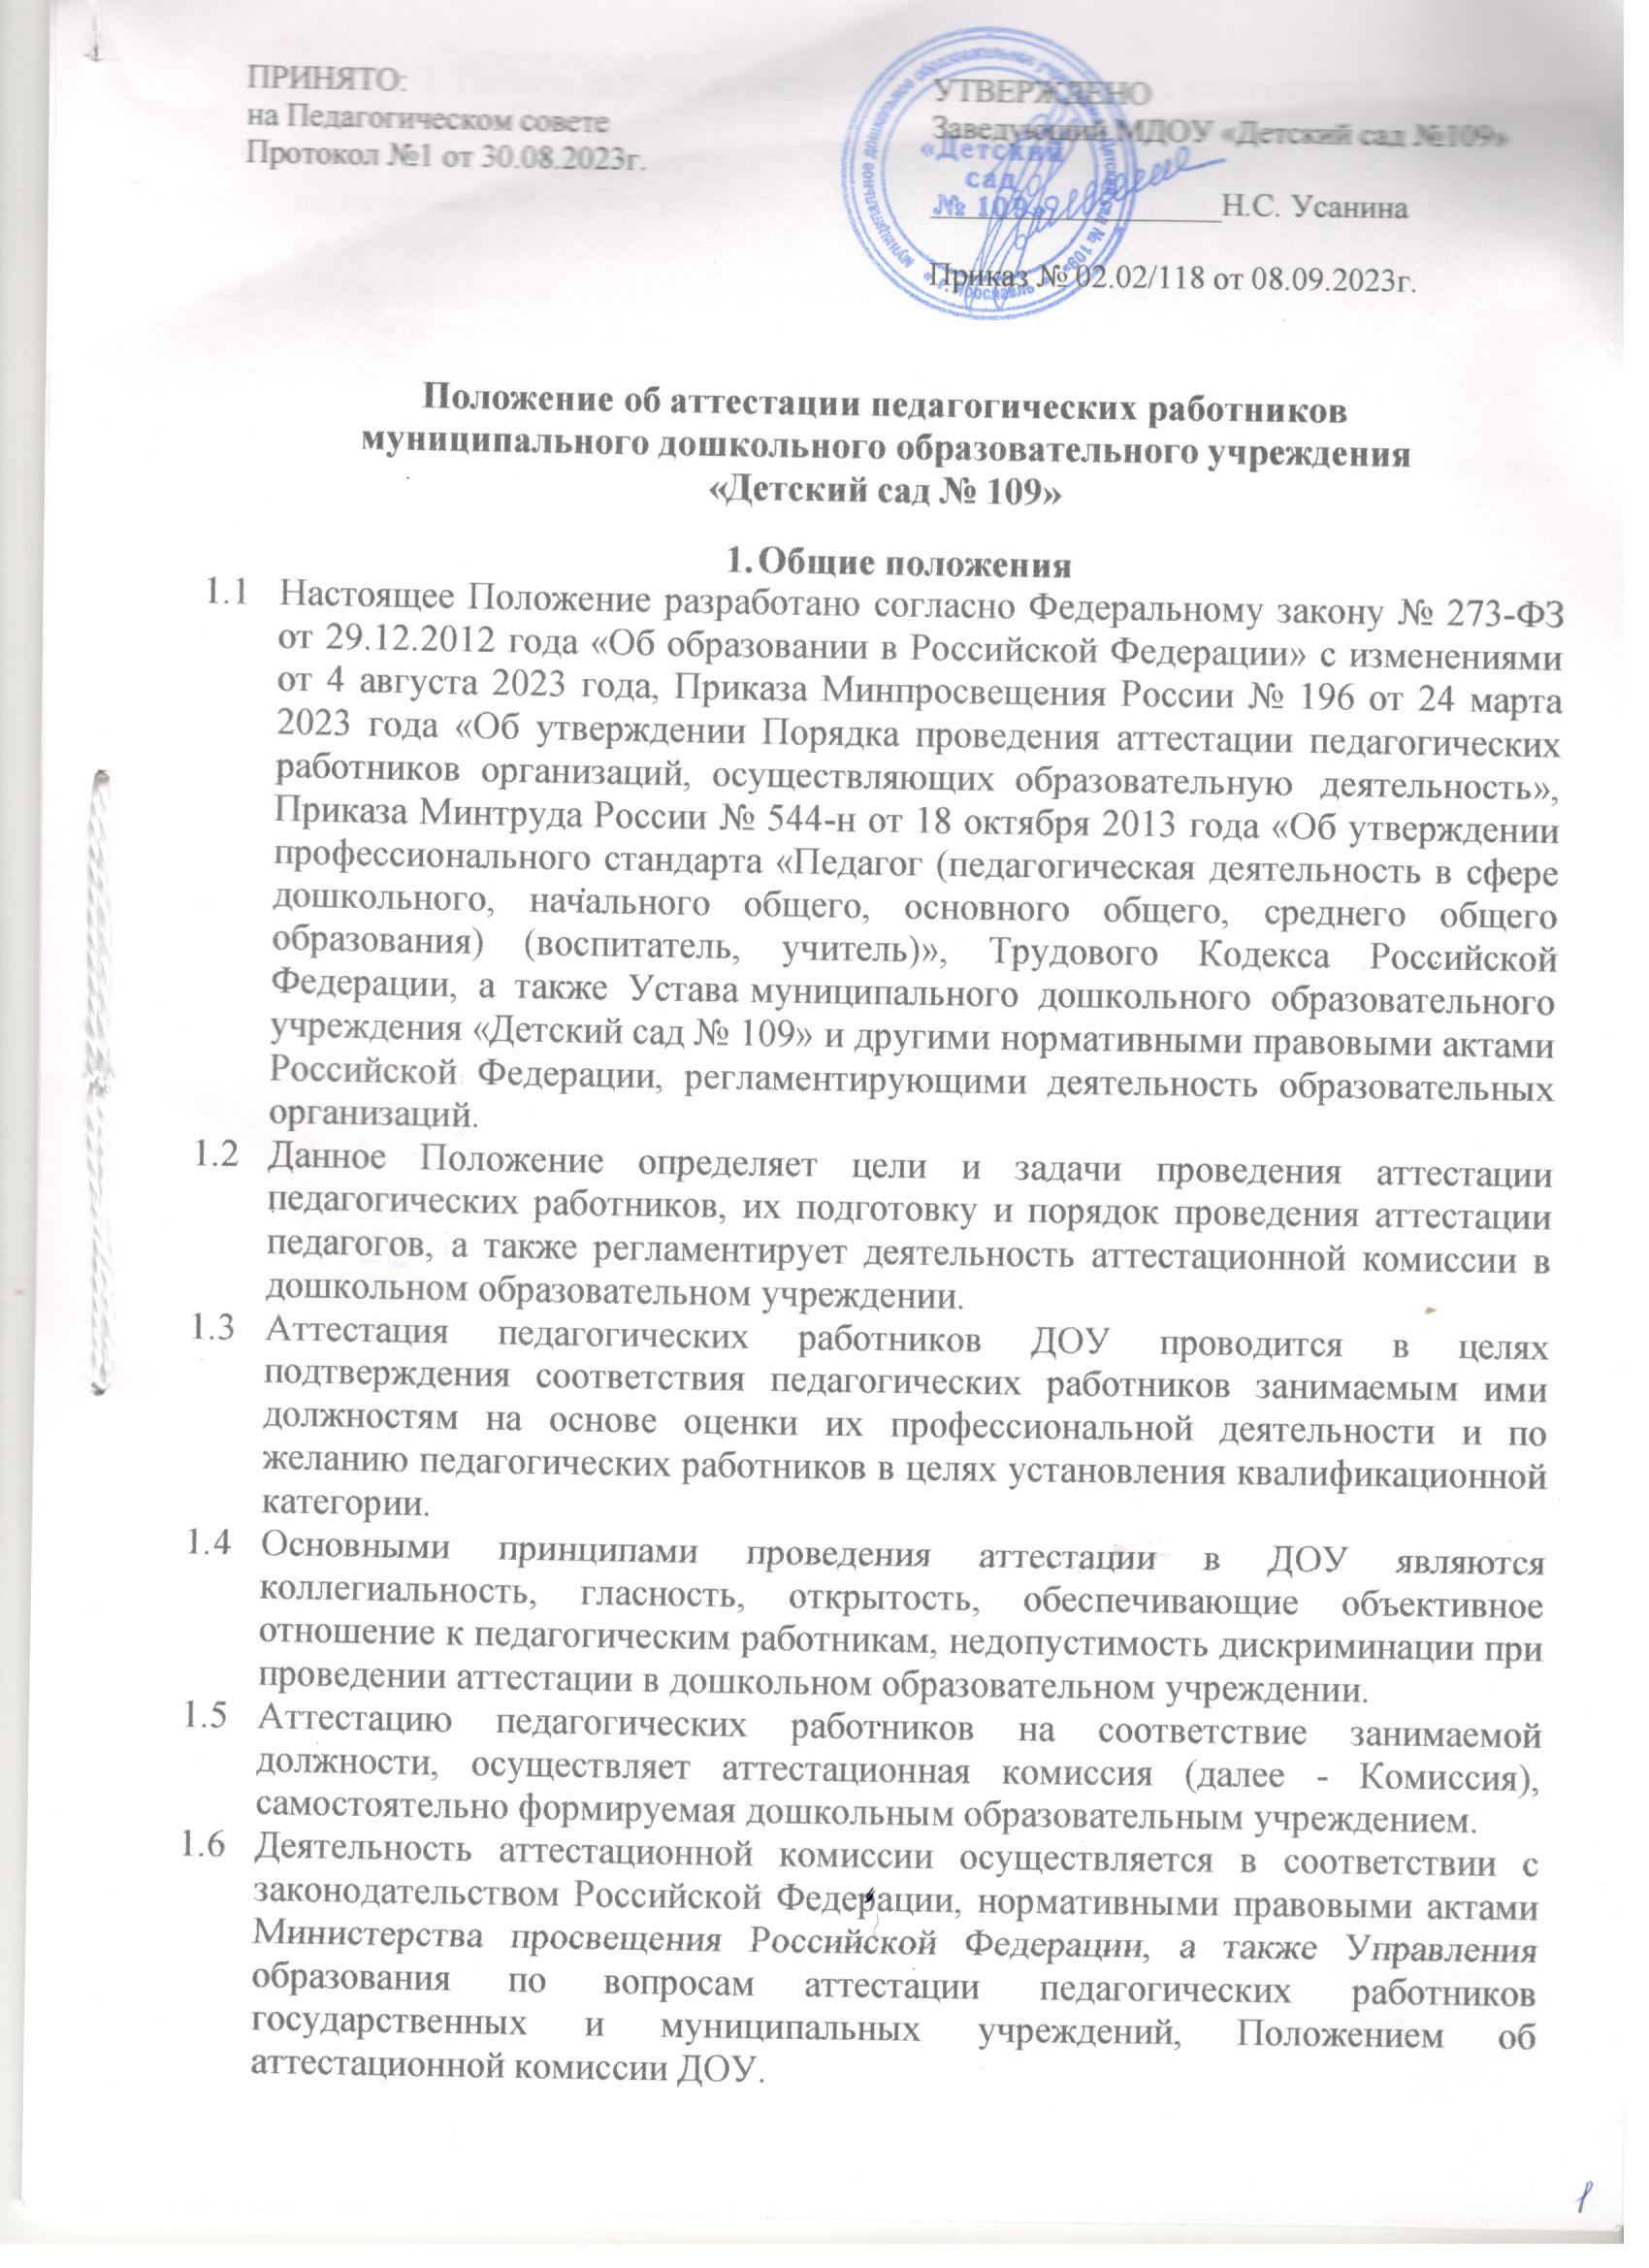 ПРИНЯТО:
на Педагогическом совете
Протокол №1 от 30.08.2023г.
УТВЕРЖДЕНО
Заведующий МДОУ «Детский сад №109»
«Детский
сад
№ 109»
Н.С. Усанина
Приказ № 02.02/118 от 08.09.2023г.
Положение об аттестации педагогических работников
муниципального дошкольного образовательного учреждения
«Детский сад № 109»
1. Общие положения
1.1 Настоящее Положение разработано согласно Федеральному закону № 273-ФЗ
от 29.12.2012 года «Об образовании в Российской Федерации» с изменениями
от 4 августа 2023 года, Приказа Минпросвещения России № 196 от 24 марта
2023 года «Об утверждении Порядка проведения аттестации педагогических
работников организаций, осуществляющих образовательную деятельность»,
Приказа Минтруда России № 544-н от 18 октября 2013 года «Об утверждении
профессионального стандарта «Педагог (педагогическая деятельность в сфере
дошкольного, начального общего, основного общего, среднего общего
образования) (воспитатель, учитель)», Трудового Кодекса Российской
Федерации, а также Устава муниципального дошкольного образовательного
учреждения «Детский сад № 109» и другими нормативными правовыми актами
Российской Федерации, регламентирующими деятельность образовательных
организаций.
1.2 Данное Положение определяет цели и задачи проведения аттестации
педагогических работников, их подготовку и порядок проведения аттестации
педагогов, а также регламентирует деятельность аттестационной комиссии в
дошкольном образовательном учреждении.
1.3 Аттестация педагогических работников ДОУ проводится в целях
подтверждения соответствия педагогических работников занимаемым ими
должностям на основе оценки их профессиональной деятельности и по
желанию педагогических работников в целях установления квалификационной
категории.
1.4 Основными принципами проведения аттестации в ДОУ являются
коллегиальность, гласность, открытость, обеспечивающие объективное
отношение к педагогическим работникам, недопустимость дискриминации при
проведении аттестации в дошкольном образовательном учреждении.
1.5 Аттестацию педагогических работников на соответствие занимаемой
должности, осуществляет аттестационная комиссия (далее - Комиссия),
самостоятельно формируемая дошкольным образовательным учреждением.
1.6 Деятельность аттестационной комиссии осуществляется в соответствии с
законодательством Российской Федерации, нормативными правовыми актами
Министерства просвещения Российской Федерации, а также Управления
образования по вопросам аттестации педагогических работников
государственных и муниципальных учреждений, Положением об
аттестационной комиссии ДОУ.
1